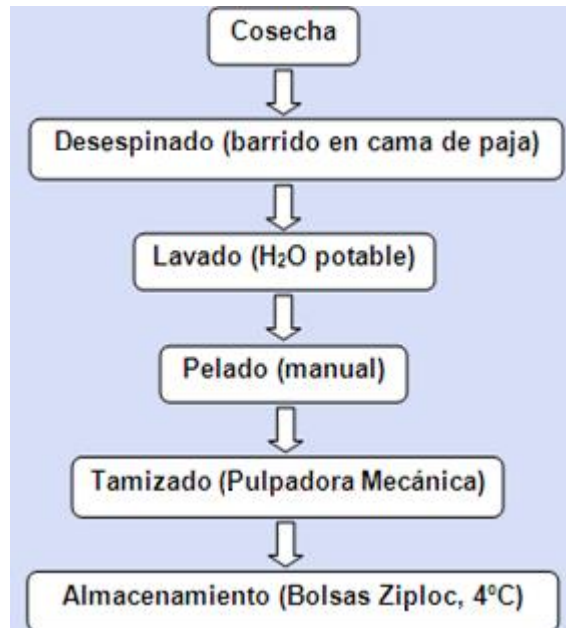 Cosecha
Desespinado (barrido en cama de paja)
Lavado (H₂O potable)
Pelado (manual)
Tamizado (Pulpadora Mecánica)
Almacenamiento (Bolsas Ziploc, 4ºC)